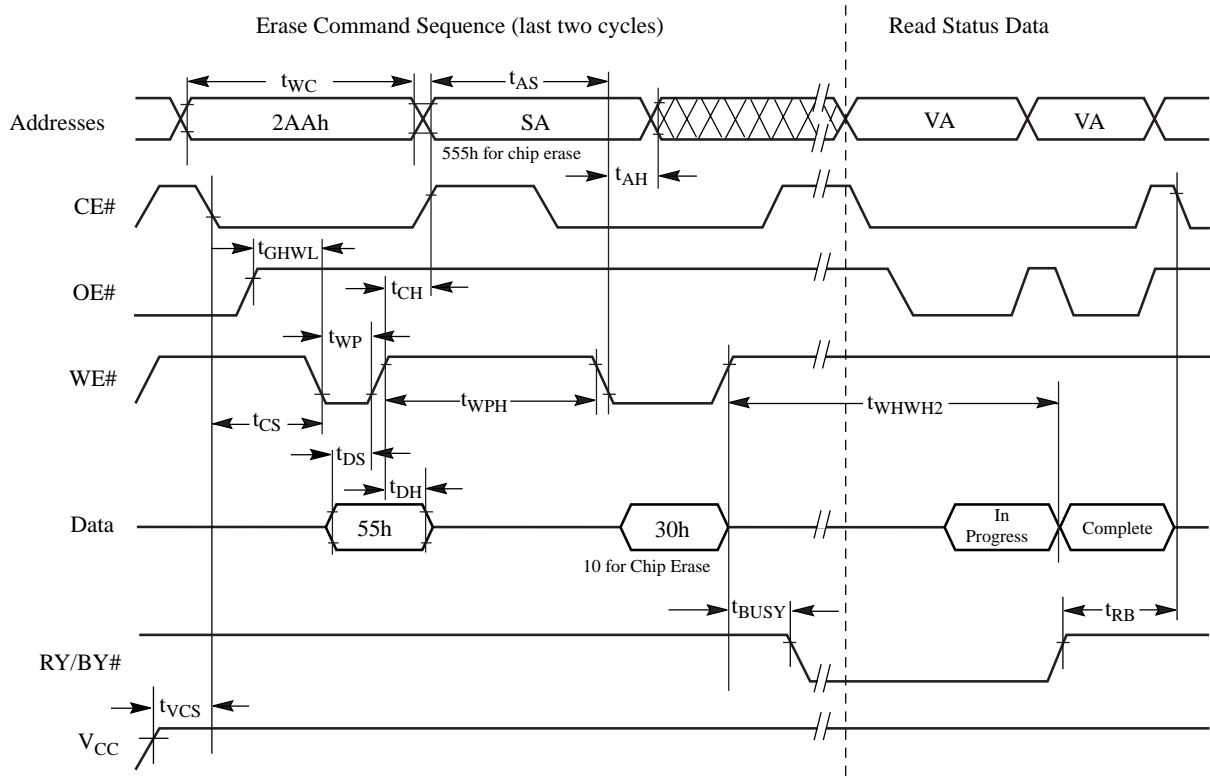 Erase Command Sequence (last two cycles)
Read Status Data
tWC
tAS
Addresses
2AAh
SA
VA
VA
555h for chip erase
tAH
CE#
tGHWL
OE#
tCH
tWP
WE#
tWPH
tWHWH2
tCS
tDS
tDH
Data
55h
30h
In
Progress
Complete
10 for Chip Erase
tBUSY
tRB
RY/BY#
tVCS
VCC